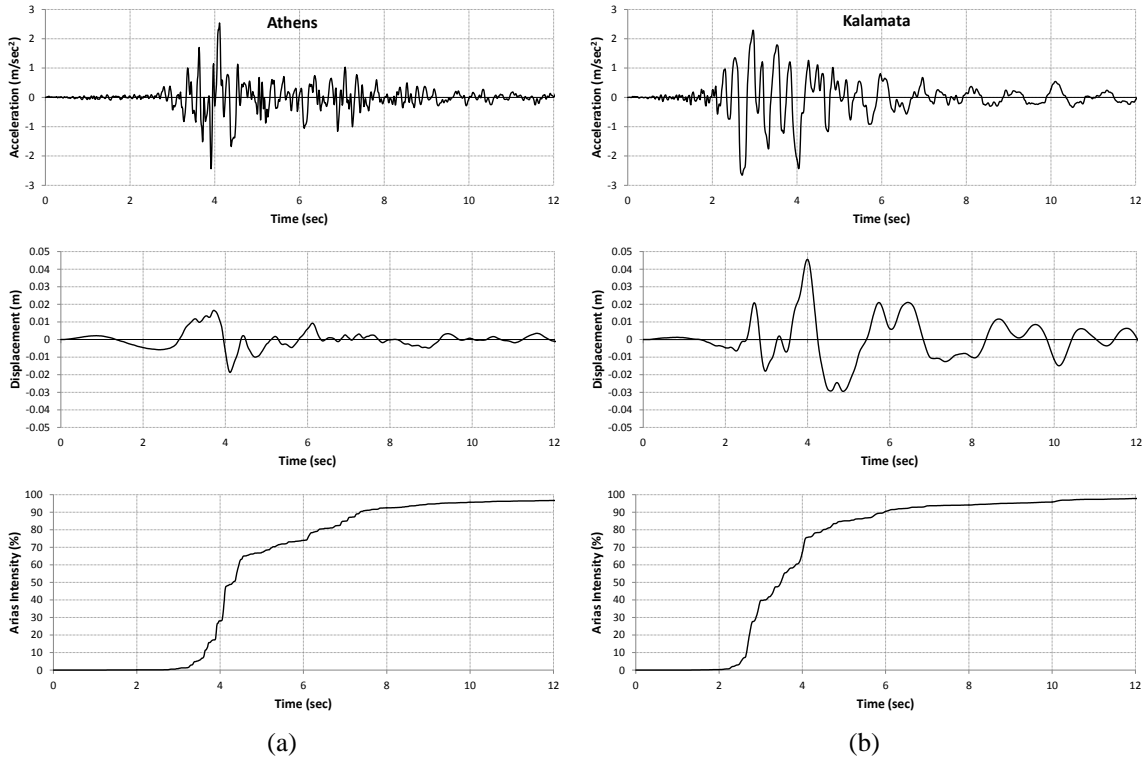 Athens
Acceleration (m/sec²)
3
2
1
0
-1
-2
-3
0 2 4 6 8 10 12
Time (sec)
Kalamata
Acceleration (m/sec²)
3
2
1
0
-1
-2
-3
0 2 4 6 8 10 12
Time (sec)
Displacement (m)
0.05
0.04
0.03
0.02
0.01
0
-0.01
-0.02
-0.03
-0.04
-0.05
0 2 4 6 8 10 12
Time (sec)
Displacement (m)
0.05
0.04
0.03
0.02
0.01
0
-0.01
-0.02
-0.03
-0.04
-0.05
0 2 4 6 8 10 12
Time (sec)
Arias Intensity (%)
100
90
80
70
60
50
40
30
20
10
0
0 2 4 6 8 10 12
Time (sec)
Arias Intensity (%)
100
90
80
70
60
50
40
30
20
10
0
0 2 4 6 8 10 12
Time (sec)
(a)
(b)